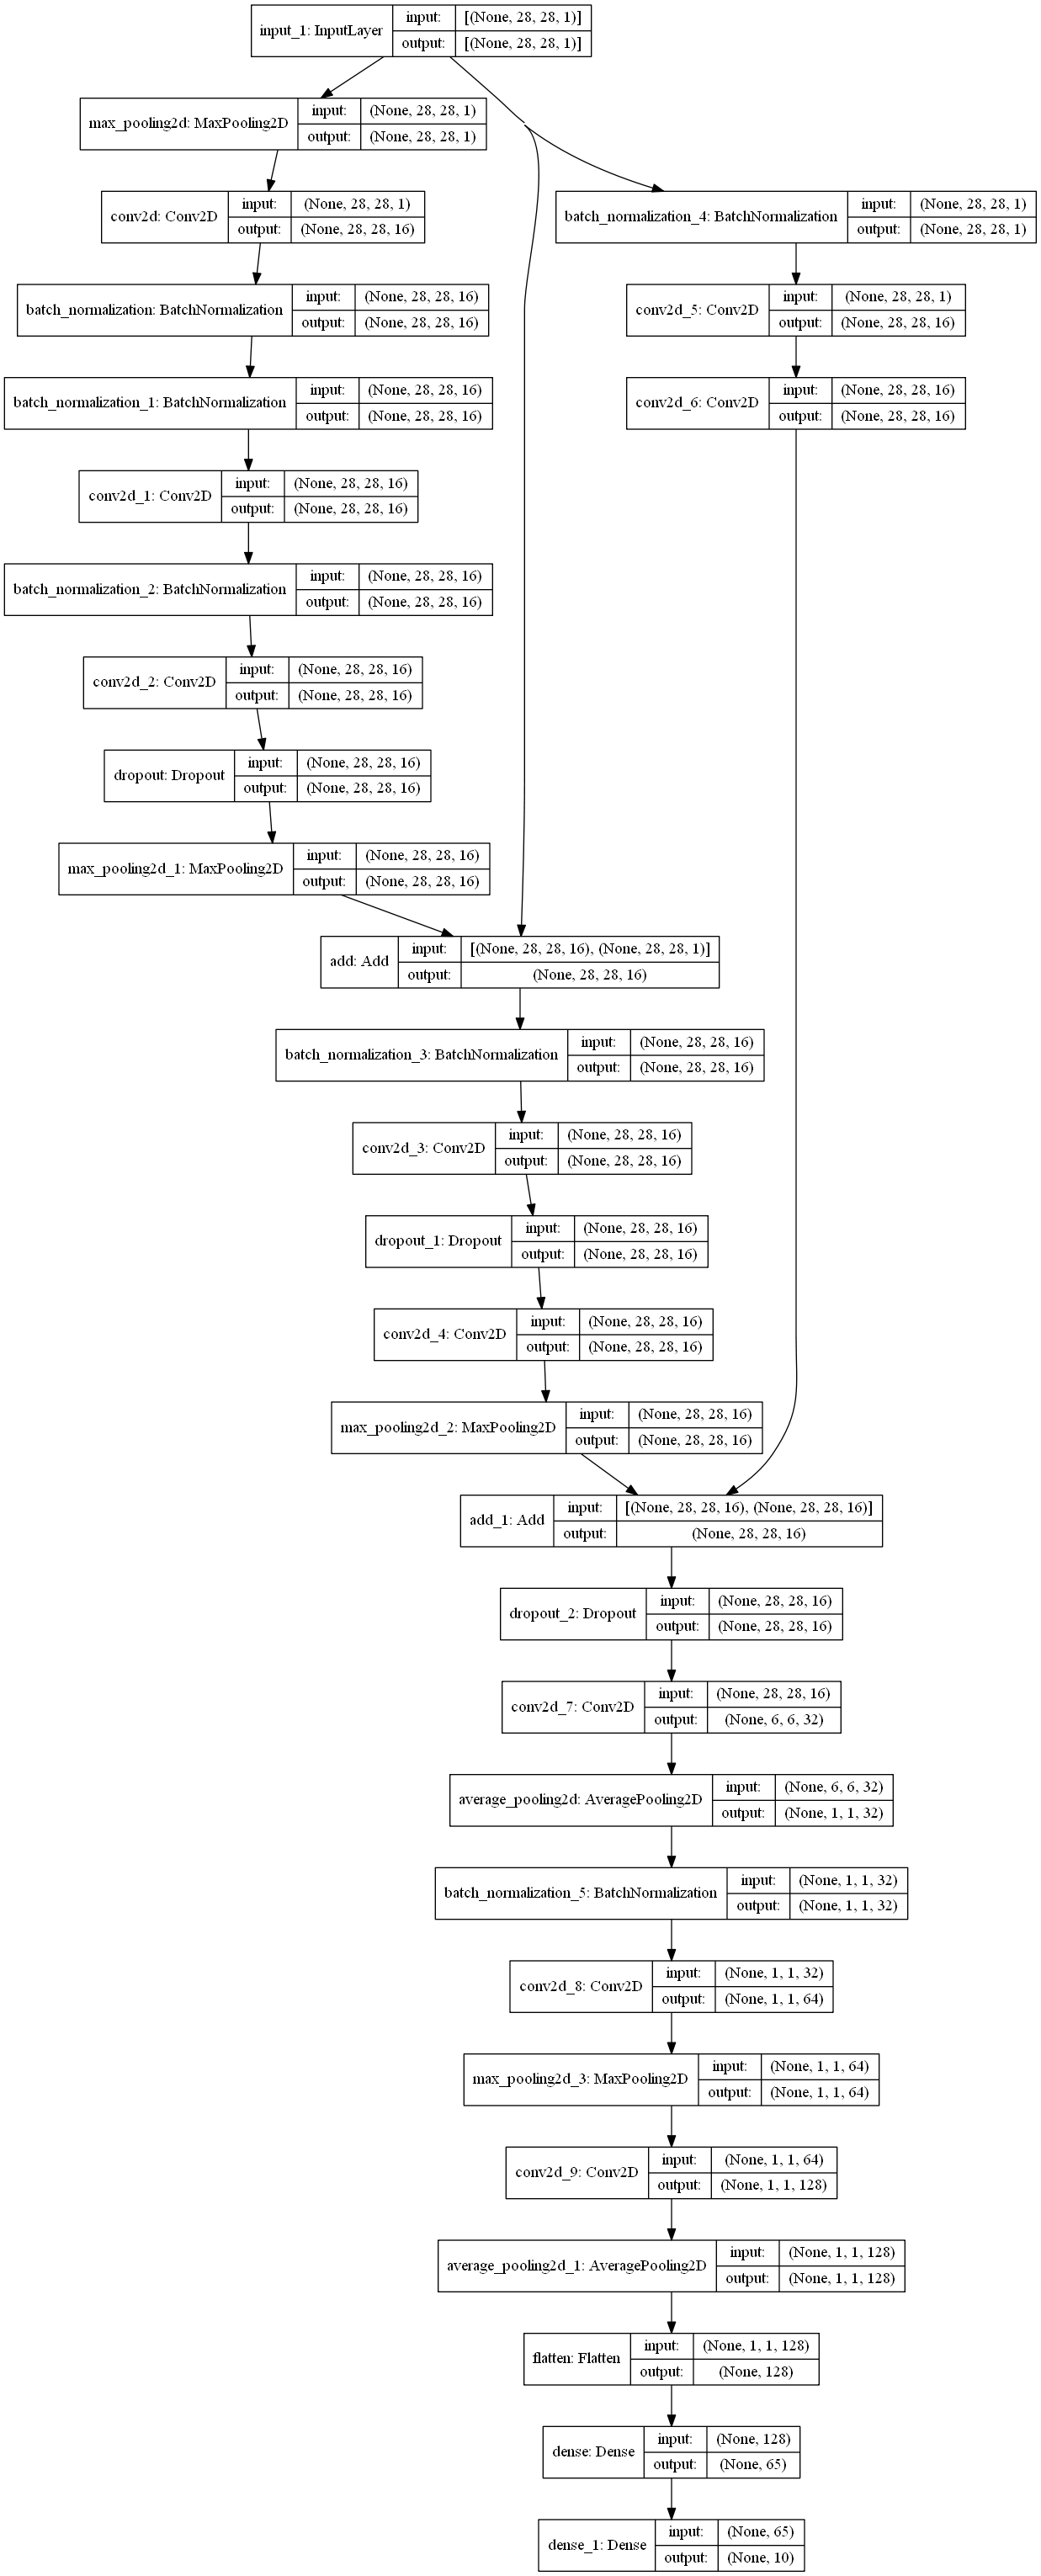 input_1: InputLayer
input: [(None, 28, 28, 1)]
output: [(None, 28, 28, 1)]
max_pooling2d: MaxPooling2D
input: (None, 28, 28, 1)
output: (None, 28, 28, 1)
conv2d: Conv2D
input: (None, 28, 28, 1)
output: (None, 28, 28, 16)
batch_normalization_4: BatchNormalization
input: (None, 28, 28, 1)
output: (None, 28, 28, 1)
batch_normalization: BatchNormalization
input: (None, 28, 28, 16)
output: (None, 28, 28, 16)
conv2d_5: Conv2D
input: (None, 28, 28, 1)
output: (None, 28, 28, 16)
batch_normalization_1: BatchNormalization
input: (None, 28, 28, 16)
output: (None, 28, 28, 16)
conv2d_6: Conv2D
input: (None, 28, 28, 16)
output: (None, 28, 28, 16)
conv2d_1: Conv2D
input: (None, 28, 28, 16)
output: (None, 28, 28, 16)
batch_normalization_2: BatchNormalization
input: (None, 28, 28, 16)
output: (None, 28, 28, 16)
conv2d_2: Conv2D
input: (None, 28, 28, 16)
output: (None, 28, 28, 16)
dropout: Dropout
input: (None, 28, 28, 16)
output: (None, 28, 28, 16)
max_pooling2d_1: MaxPooling2D
input: (None, 28, 28, 16)
output: (None, 28, 28, 16)
add: Add
input: [(None, 28, 28, 16), (None, 28, 28, 1)]
output: (None, 28, 28, 16)
batch_normalization_3: BatchNormalization
input: (None, 28, 28, 16)
output: (None, 28, 28, 16)
conv2d_3: Conv2D
input: (None, 28, 28, 16)
output: (None, 28, 28, 16)
dropout_1: Dropout
input: (None, 28, 28, 16)
output: (None, 28, 28, 16)
conv2d_4: Conv2D
input: (None, 28, 28, 16)
output: (None, 28, 28, 16)
max_pooling2d_2: MaxPooling2D
input: (None, 28, 28, 16)
output: (None, 28, 28, 16)
add_1: Add
input: [(None, 28, 28, 16), (None, 28, 28, 16)]
output: (None, 28, 28, 16)
dropout_2: Dropout
input: (None, 28, 28, 16)
output: (None, 28, 28, 16)
conv2d_7: Conv2D
input: (None, 28, 28, 16)
output: (None, 6, 6, 32)
average_pooling2d: AveragePooling2D
input: (None, 6, 6, 32)
output: (None, 1, 1, 32)
batch_normalization_5: BatchNormalization
input: (None, 1, 1, 32)
output: (None, 1, 1, 32)
conv2d_8: Conv2D
input: (None, 1, 1, 32)
output: (None, 1, 1, 64)
max_pooling2d_3: MaxPooling2D
input: (None, 1, 1, 64)
output: (None, 1, 1, 64)
conv2d_9: Conv2D
input: (None, 1, 1, 64)
output: (None, 1, 1, 128)
average_pooling2d_1: AveragePooling2D
input: (None, 1, 1, 128)
output: (None, 1, 1, 128)
flatten: Flatten
input: (None, 1, 1, 128)
output: (None, 128)
dense: Dense
input: (None, 128)
output: (None, 65)
dense_1: Dense
input: (None, 65)
output: (None, 10)